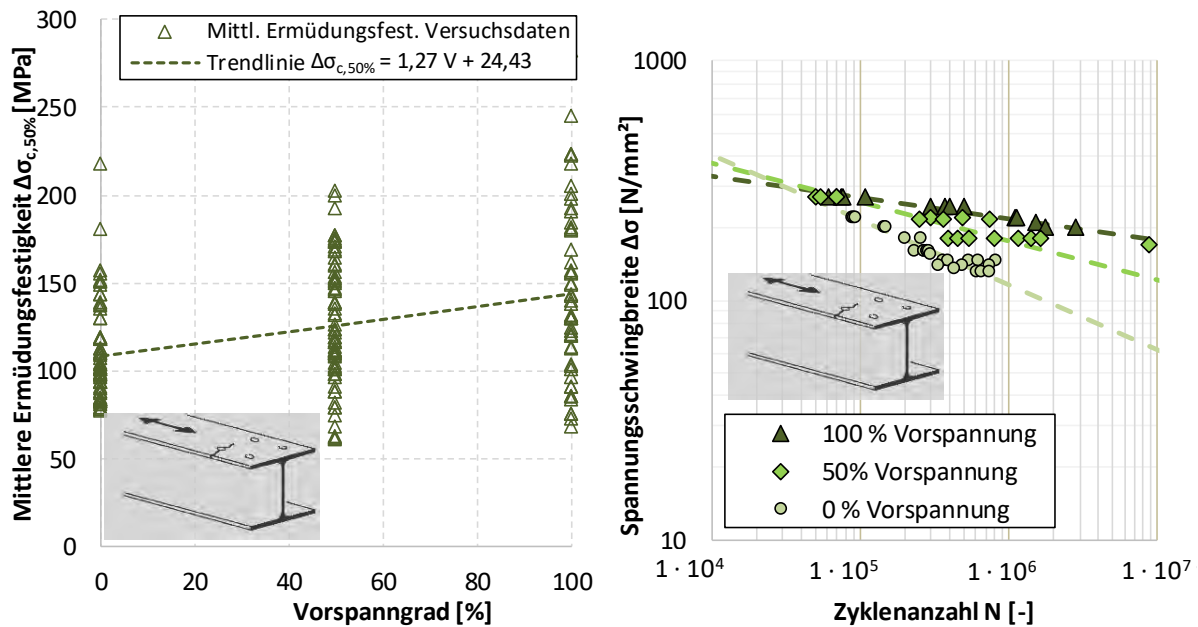 Mittlere Ermüdungsfestigkeit Δσc,50% [MPa]
300
250
200
150
100
50
0
△ Mittl. Ermüdungsfest. Versuchsdaten
Trendlinie Δσc,50% = 1,27 V + 24,43
0 20 40 60 80 100
Vorspanngrad [%]
Spannungsschwingbreite Δσ [N/mm²]
1000
100
10
100 % Vorspannung
50% Vorspannung
0 % Vorspannung
1 · 10⁴ 1 · 10⁵ 1 · 10⁶ 1 · 10⁷
Zyklenanzahl N [-]